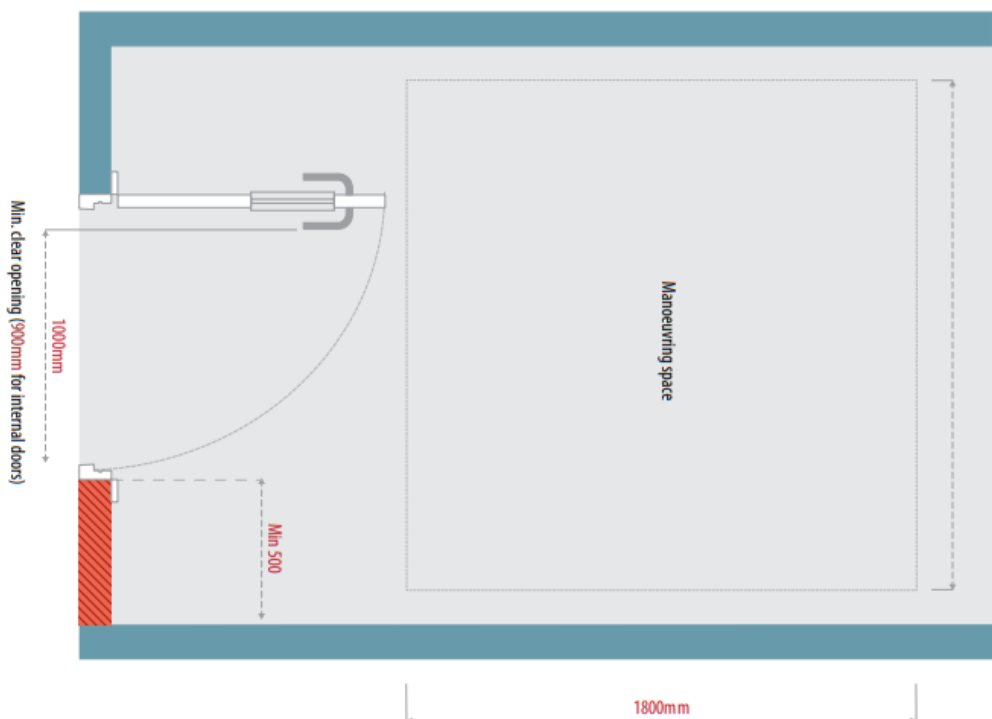 Min. clear opening (900mm for internal doors)
1000mm
Min 500
Manoeuvring space
1800mm